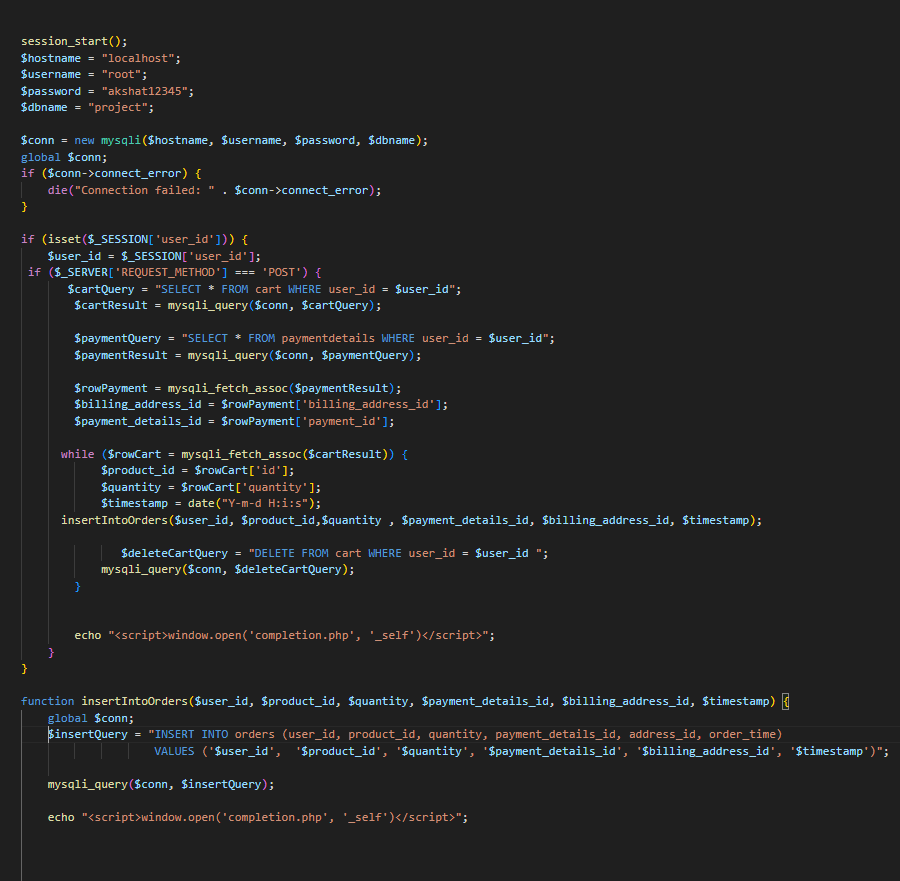 session_start();
$hostname = "localhost";
$username = "root";
$password = "akshat12345";
$dbname = "project";
$conn = new mysqli($hostname, $username, $password, $dbname);
global $conn;
if ($conn->connect_error) {
die("Connection failed: " . $conn->connect_error);
}
if (isset($_SESSION['user_id'])) {
$user_id = $_SESSION['user_id'];
if ($_SERVER['REQUEST_METHOD'] === 'POST') {
$cartQuery = "SELECT * FROM cart WHERE user_id = $user_id";
$cartResult = mysqli_query($conn, $cartQuery);
$paymentQuery = "SELECT * FROM paymentdetails WHERE user_id = $user_id";
$paymentResult = mysqli_query($conn, $paymentQuery);
$rowPayment = mysqli_fetch_assoc($paymentResult);
$billing_address_id = $rowPayment['billing_address_id'];
$payment_details_id = $rowPayment['payment_id'];
while ($rowCart = mysqli_fetch_assoc($cartResult)) {
$product_id = $rowCart['id'];
$quantity = $rowCart['quantity'];
$timestamp = date("Y-m-d H:i:s");
insertIntoOrders($user_id, $product_id,$quantity , $payment_details_id, $billing_address_id, $timestamp);
$deleteCartQuery = "DELETE FROM cart WHERE user_id = $user_id ";
mysqli_query($conn, $deleteCartQuery);
}
echo "<script>window.open('completion.php', '_self')</script>";
}
}
function insertIntoOrders($user_id, $product_id, $quantity, $payment_details_id, $billing_address_id, $timestamp) {
global $conn;
$insertQuery = "INSERT INTO orders (user_id, product_id, quantity, payment_details_id, address_id, order_time)
VALUES ('$user_id',  '$product_id', '$quantity', '$payment_details_id', '$billing_address_id', '$timestamp')";
mysqli_query($conn, $insertQuery);
echo "<script>window.open('completion.php', '_self')</script>";